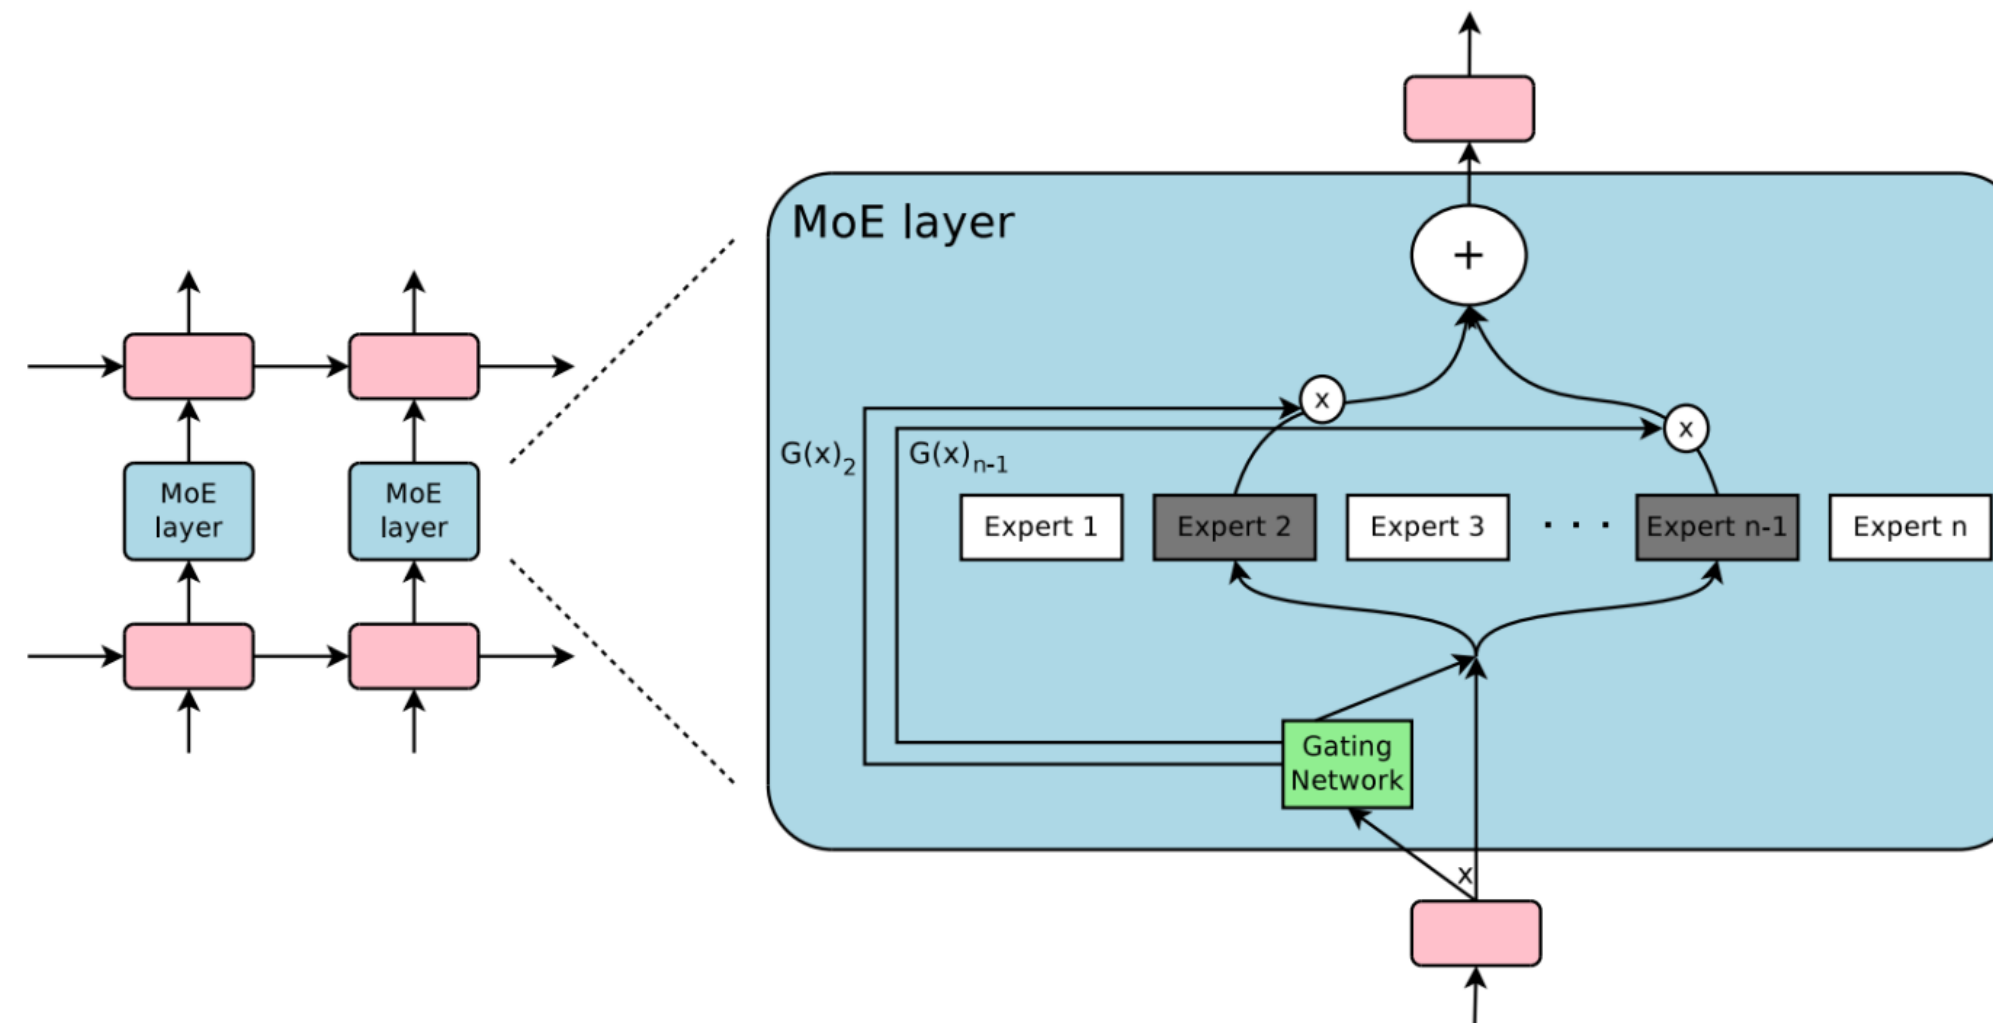 MoE
layer
MoE
layer
MoE layer
+
x
x
G(x)2
G(x)n-1
Expert 1
Expert 2
Expert 3
. . .
Expert n-1
Expert n
Gating
Network
x